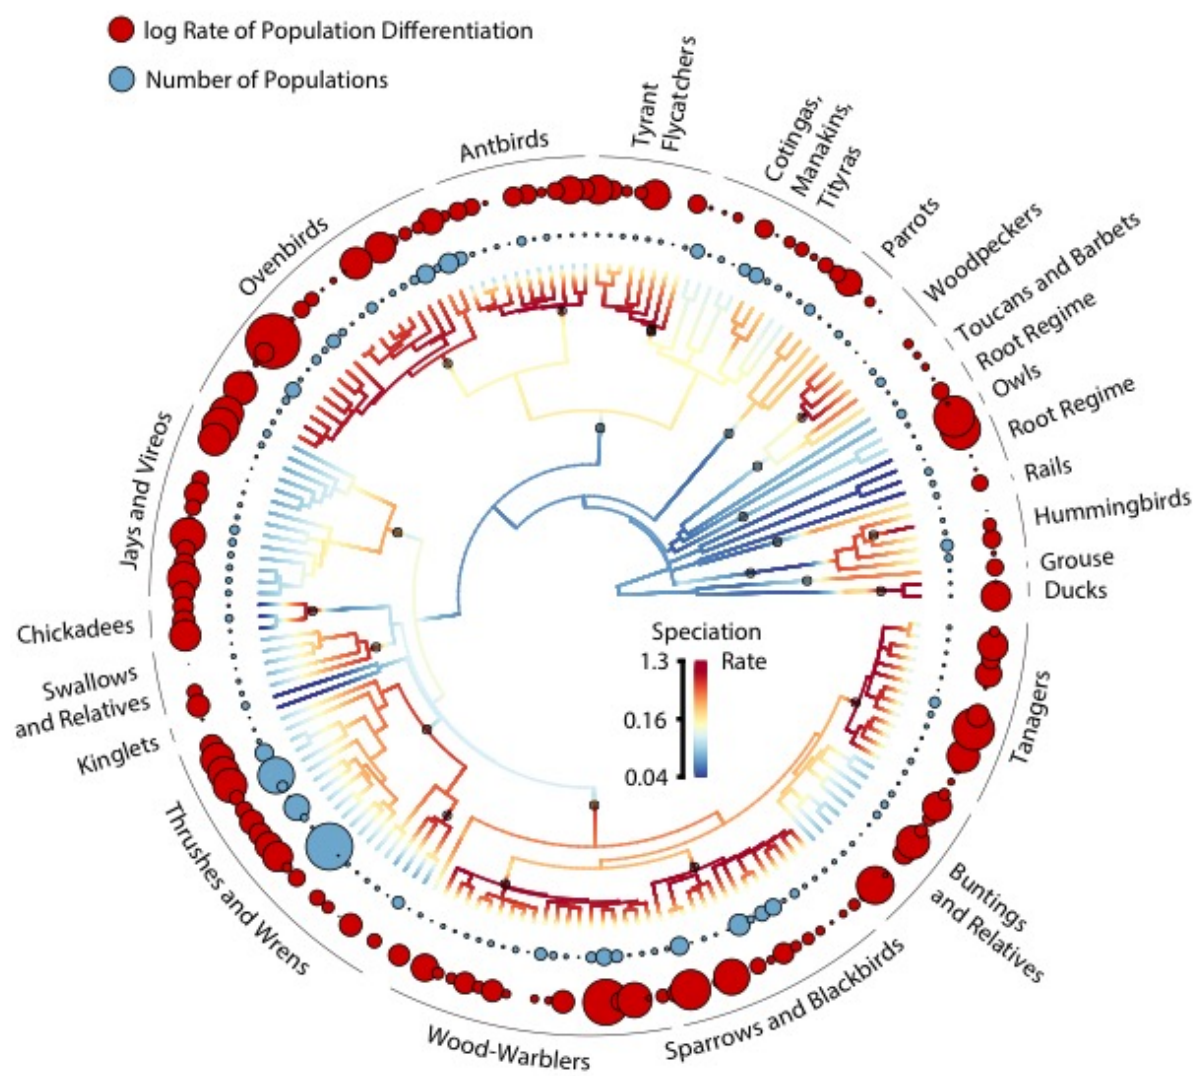 log Rate of Population Differentiation
Number of Populations
Tyrant
Flycatchers
Antbirds
Cotingas,
Manakins,
Tityras
Parrots
Woodpeckers
Toucans and Barbets
Root Regime
Owls
Root Regime
Rails
Hummingbirds
Grouse
Ducks
Ovenbirds
Jays and Vireos
Chickadees
Swallows
and Relatives
Kinglets
Thrushes and Wrens
Wood-Warblers
Sparrows and Blackbirds
Buntings
and Relatives
Tanagers
Speciation
1.3 Rate
0.16
0.04